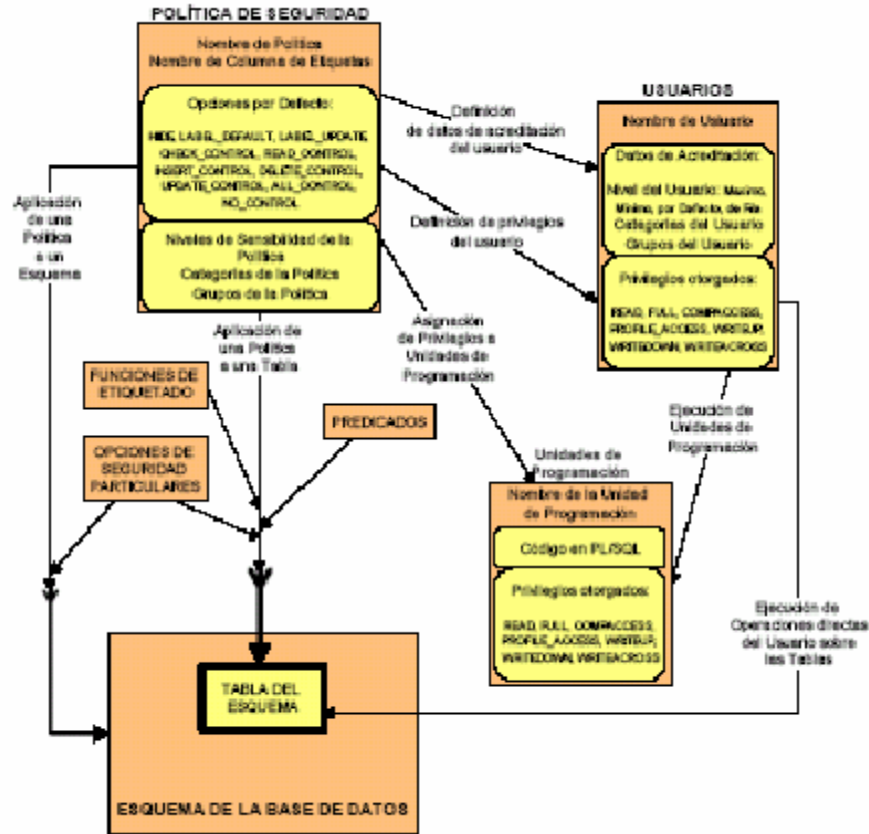 POLÍTICA DE SEGURIDAD
Nombre de Política
Nombre de Columna de Etiquetas
Opciones por Defecto:
HIDE, LABEL_DEFAULT, LABEL_UPDATE
CHECK_CONTROL, READ_CONTROL,
INSERT_CONTROL, DELETE_CONTROL,
UPDATE_CONTROL, ALL_CONTROL,
NO_CONTROL
Niveles de Sensibilidad de la
Política
Categorías de la Política
Grupos de la Política
Definición
de datos de acreditación
del usuario
Definición de privilegios
del usuario
Asignación
de Privilegios a
Unidades de
Programación
USUARIOS
Nombre de Usuario
Datos de Acreditación:
Nivel del Usuario: Máximo,
Mínimo, por Defecto, de Fila
Categorías del Usuario
Grupos del Usuario
Privilegios otorgados:
READ, FULL, COMPACCESS,
PROFILE_ACCESS, WRITEUP,
WRITEDOWN, WRITEACROSS
Aplicación
de una
Política
a un
Esquema
Aplicación de
una Política
a una Tabla
FUNCIONES DE
ETIQUETADO
PREDICADOS
OPCIONES DE
SEGURIDAD
PARTICULARES
Ejecución de
Unidades de
Programación
Unidades de
Programación
Nombre de la Unidad
de Programación
Código en PL/SQL
Privilegios otorgados:
READ, FULL, COMPACCESS,
PROFILE_ACCESS, WRITEUP,
WRITEDOWN, WRITEACROSS
Ejecución de
Operaciones directas
del Usuario sobre
las Tablas
TABLA DEL
ESQUEMA
ESQUEMA DE LA BASE DE DATOS